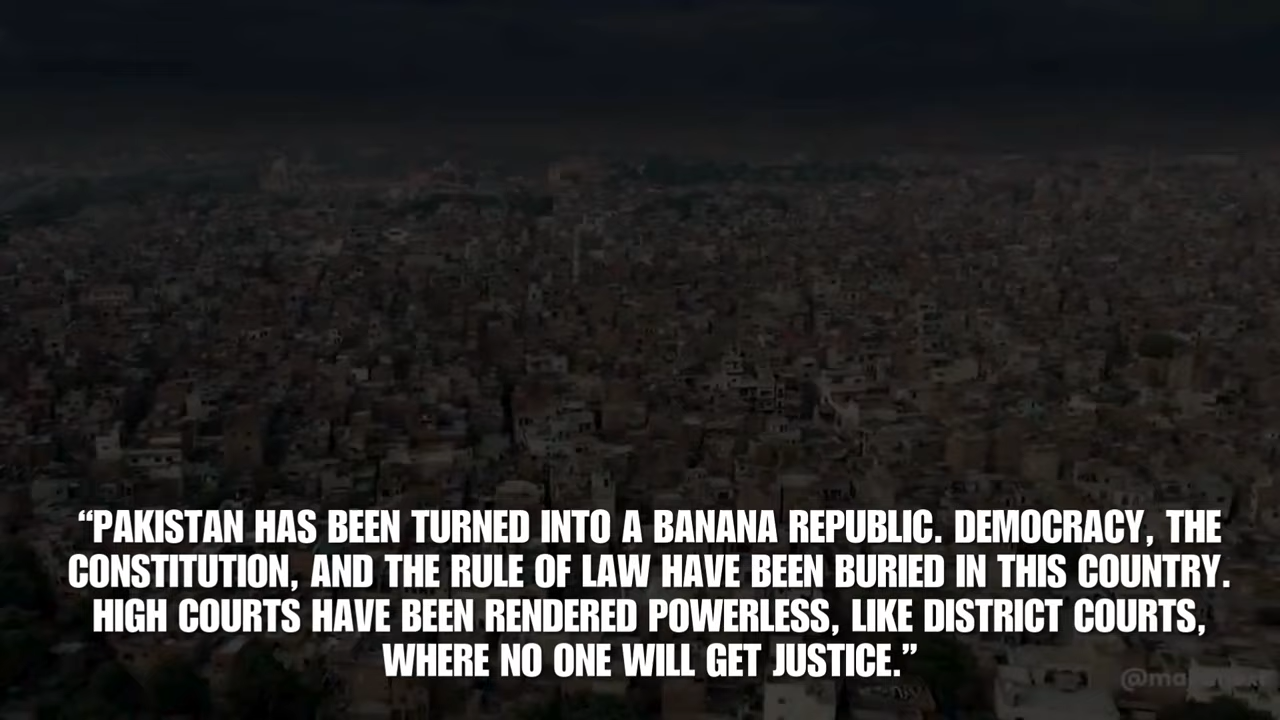 “PAKISTAN HAS BEEN TURNED INTO A BANANA REPUBLIC. DEMOCRACY, THE
CONSTITUTION, AND THE RULE OF LAW HAVE BEEN BURIED IN THIS COUNTRY.
HIGH COURTS HAVE BEEN RENDERED POWERLESS, LIKE DISTRICT COURTS,
WHERE NO ONE WILL GET JUSTICE.”